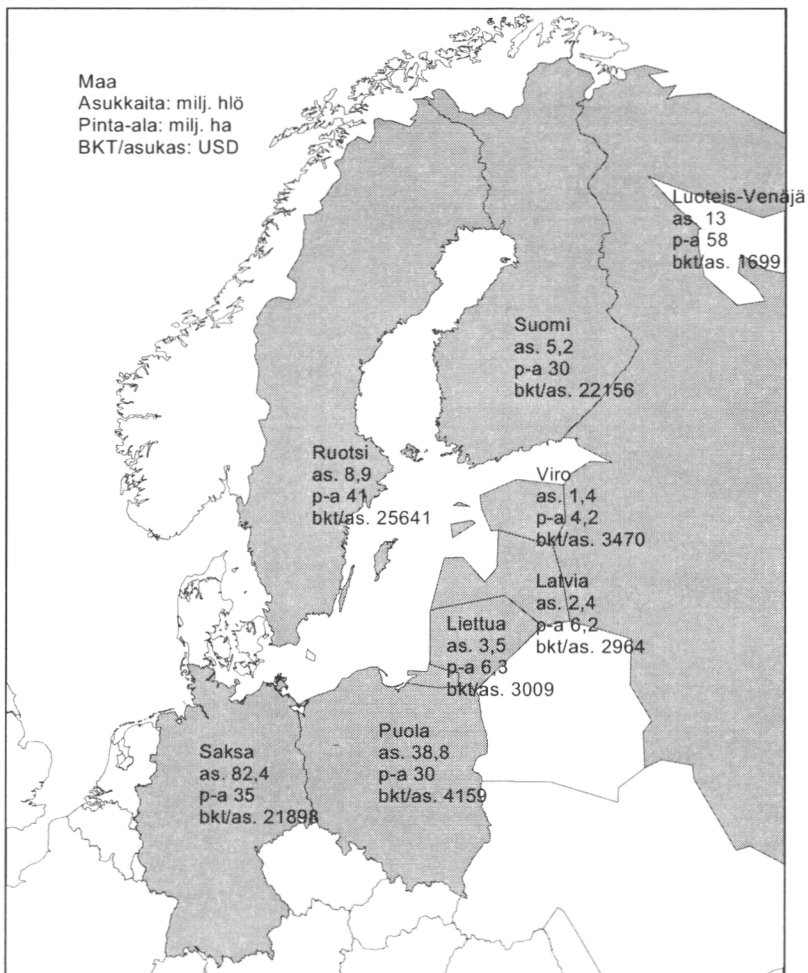 Maa
Asukkaita: milj. hlö
Pinta-ala: milj. ha
BKT/asukas: USD
Luoteis-Venäjä
as. 13
p-a 58
bkt/as. 1699
Suomi
as. 5,2
p-a 30
bkt/as. 22156
Ruotsi
as. 8,9
p-a 41
bkt/as. 25641
Viro
as. 1,4
p-a 4,2
bkt/as. 3470
Latvia
as. 2,4
p-a 6,2
bkt/as. 2964
Liettua
as. 3,5
p-a 6,3
bkt/as. 3009
Puola
as. 38,8
p-a 30
bkt/as. 4159
Saksa
as. 82,4
p-a 35
bkt/as. 21898